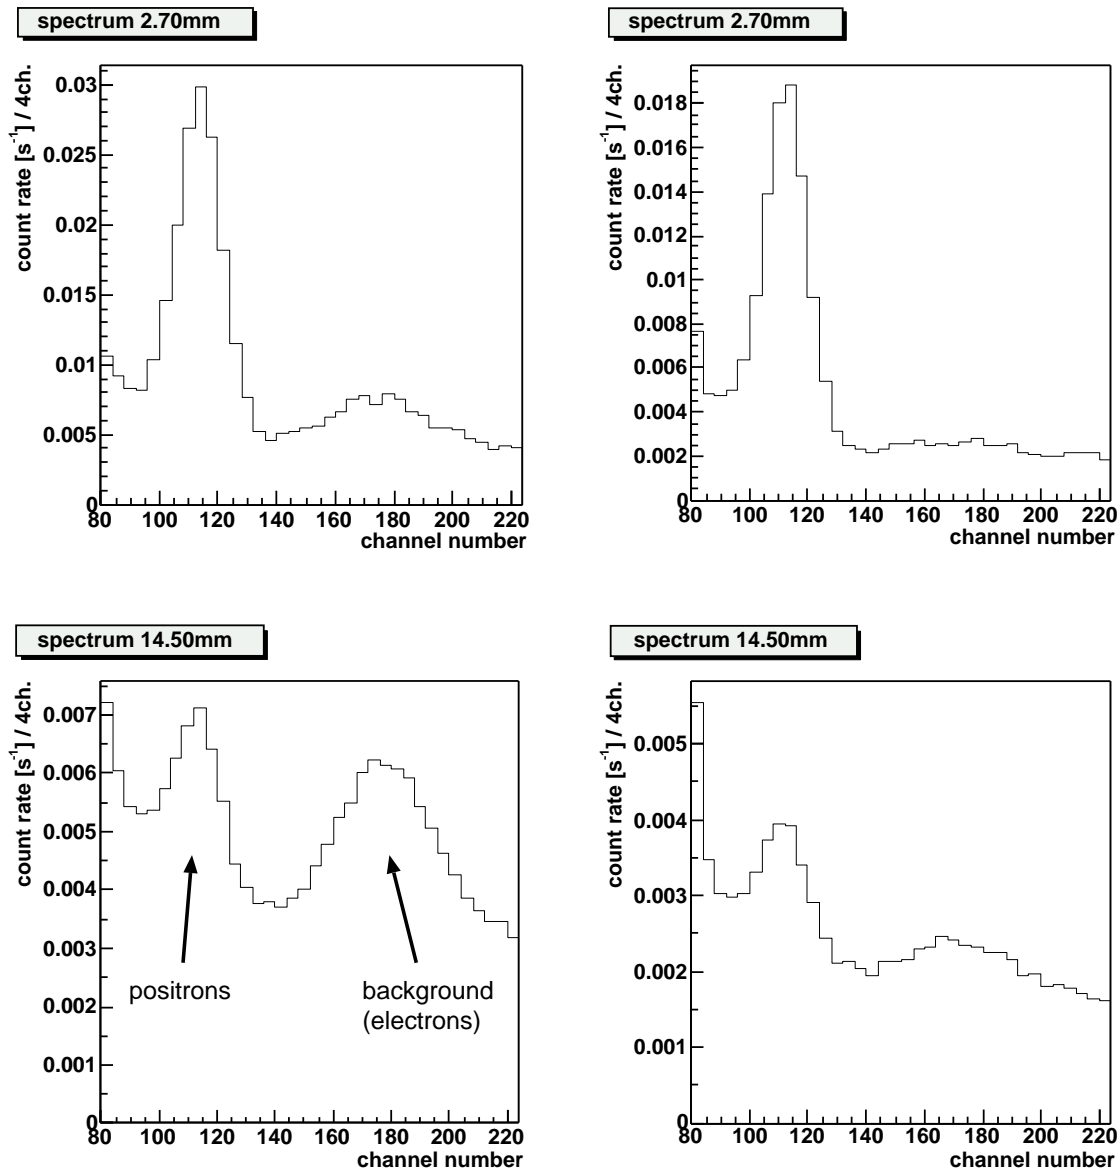 spectrum 2.70mm
count rate [s⁻¹] / 4ch.
0.03
0.025
0.02
0.015
0.01
0.005
0
80 100 120 140 160 180 200 220
channel number
spectrum 2.70mm
count rate [s⁻¹] / 4ch.
0.018
0.016
0.014
0.012
0.01
0.008
0.006
0.004
0.002
0
80 100 120 140 160 180 200 220
channel number
spectrum 14.50mm
count rate [s⁻¹] / 4ch.
0.007
0.006
0.005
0.004
0.003
0.002
0.001
0
positrons
background
(electrons)
80 100 120 140 160 180 200 220
channel number
spectrum 14.50mm
count rate [s⁻¹] / 4ch.
0.005
0.004
0.003
0.002
0.001
0
80 100 120 140 160 180 200 220
channel number